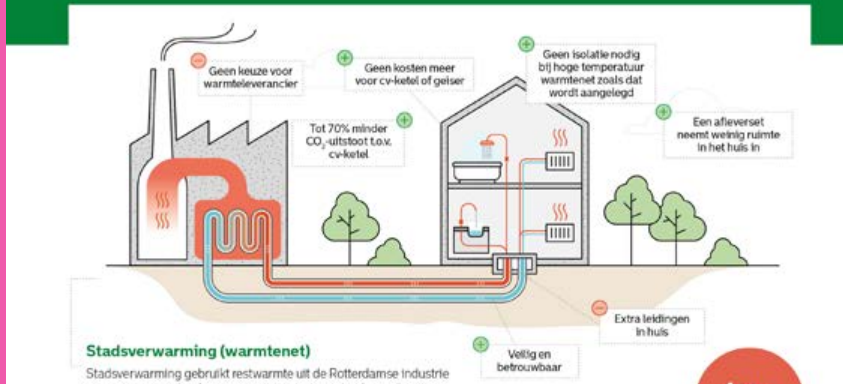 Geen keuze voor
warmteleverancier
Geen kosten meer
voor cv-ketel of geiser
Geen isolatie nodig
bij hoge temperatuur
warmtenet zoals dat
wordt aangelegd
Tot 70% minder
CO₂-uitstoot t.o.v.
cv-ketel
Een afleverset
neemt weinig ruimte
in het huis in
Extra leidingen
in huis
Veilig en
betrouwbaar
Stadsverwarming (warmtenet)
Stadsverwarming gebruikt restwarmte uit de Rotterdamse industrie